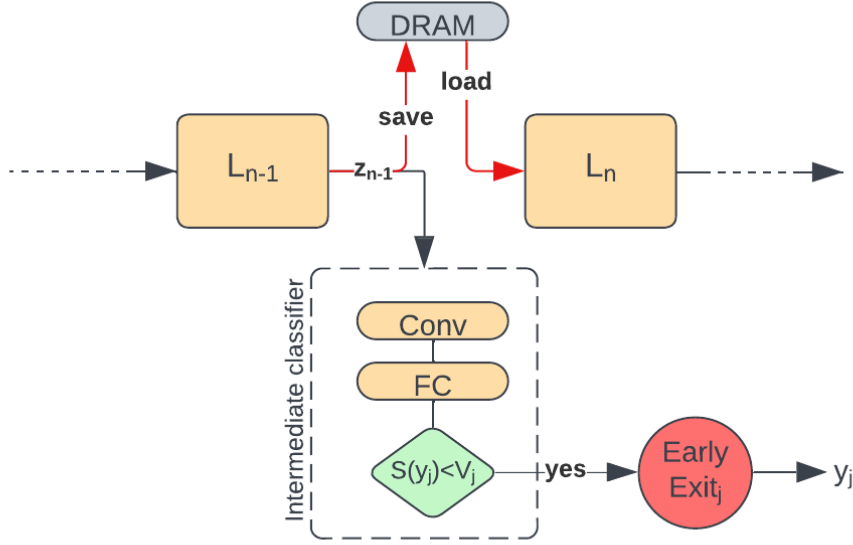 DRAM
load
save
Lₙ₋₁
zₙ₋₁
Lₙ
Intermediate classifier
Conv
FC
S(yⱼ)<Vⱼ
yes
Early
Exitⱼ
yⱼ